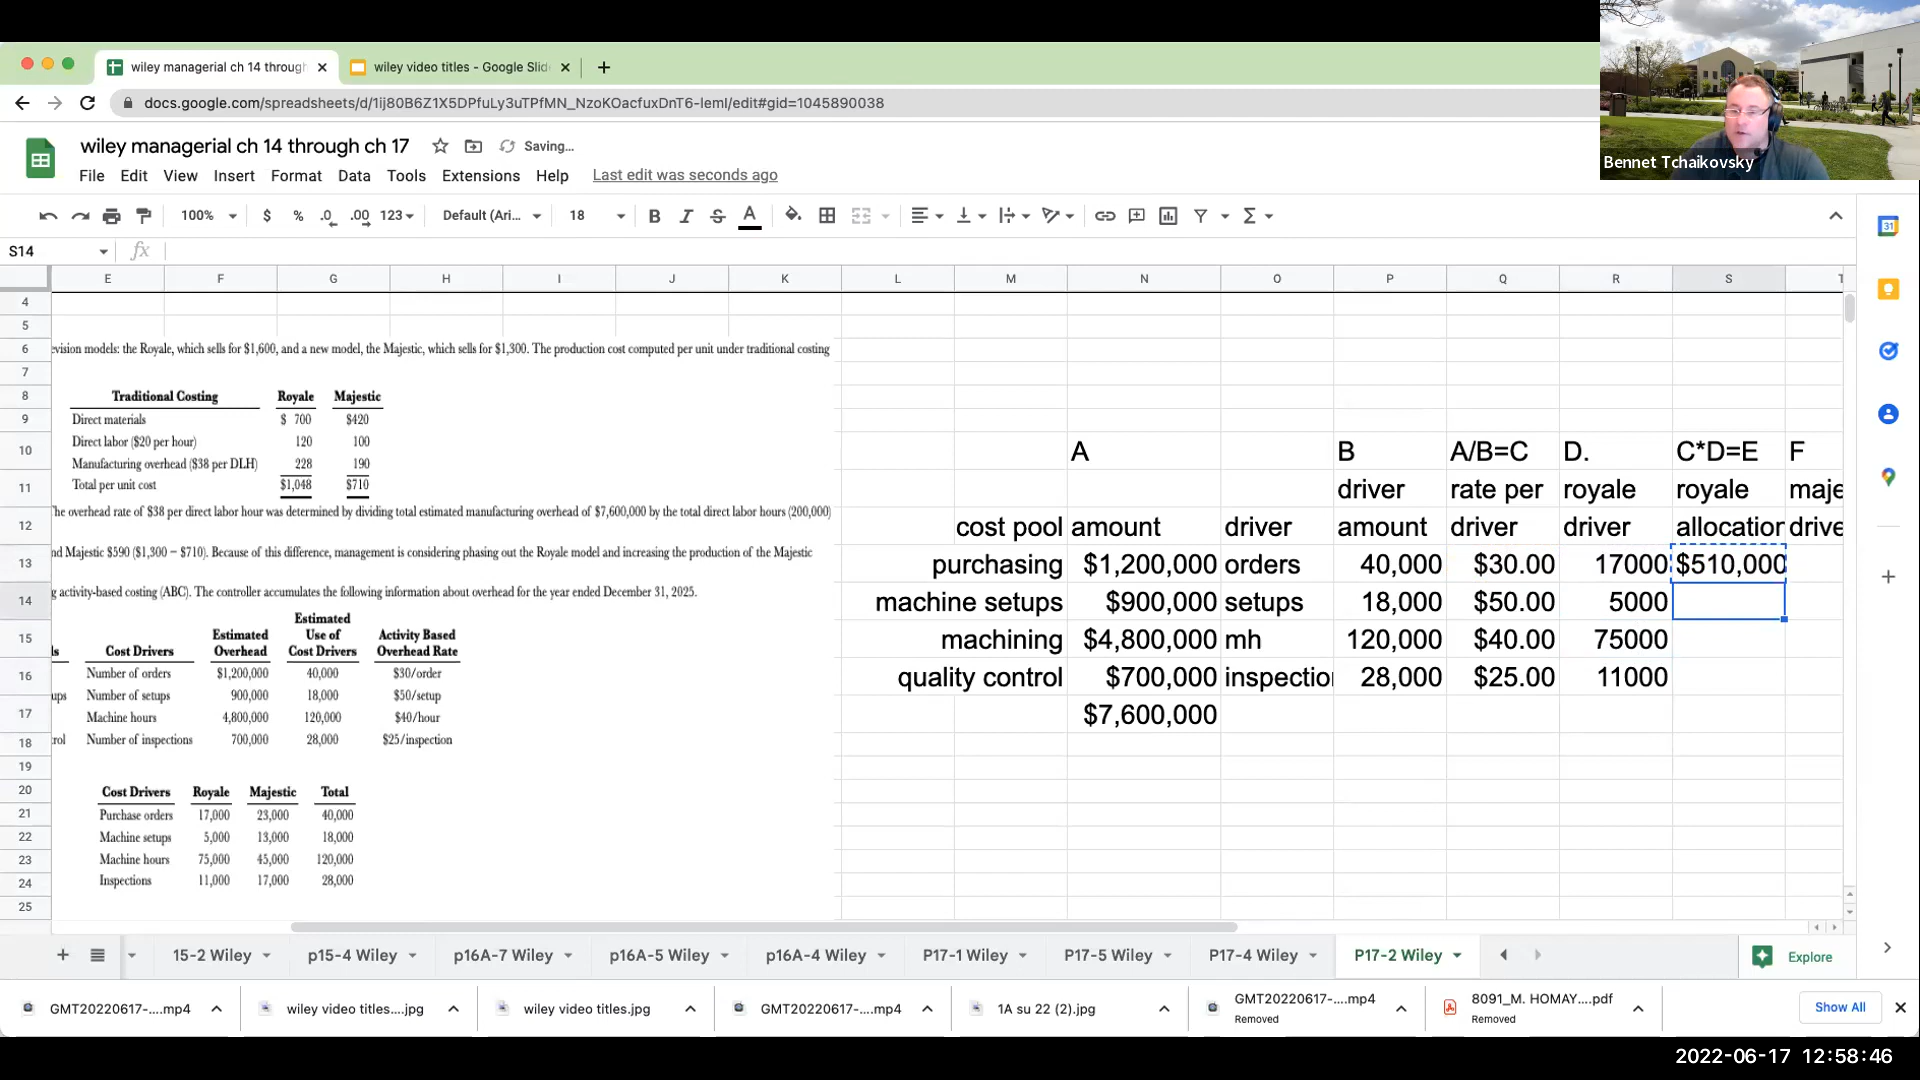 wiley managerial ch 14 through
wiley video titles - Google Slid
docs.google.com/spreadsheets/d/1ij80B6Z1X5DPfuLy3uTPfMN_NzoKOacfuxDnT6-lemI/edit#gid=1045890038
Bennet Tchaikovsky
wiley managerial ch 14 through ch 17 Saving...
File Edit View Insert Format Data Tools Extensions Help Last edit was seconds ago
100% $ % .0 .00 123 Default (Ari... 18 B I S A
S14 fx
31
E F G H I J K L M N O P Q R S T
4
5
6 evision models: the Royale, which sells for $1,600, and a new model, the Majestic, which sells for $1,300. The production cost computed per unit under traditional costing
7
8 Traditional Costing Royale Majestic
9 Direct materials $ 700 $420
10 Direct labor ($20 per hour) 120 100 A B A/B=C D. C*D=E F
Manufacturing overhead ($38 per DLH) 228 190
11 Total per unit cost $1,048 $710 driver rate per royale royale maje
12 he overhead rate of $38 per direct labor hour was determined by dividing total estimated manufacturing overhead of $7,600,000 by the total direct labor hours (200,000) cost pool amount driver amount driver driver allocation drive
13 nd Majestic $590 ($1,300 – $710). Because of this difference, management is considering phasing out the Royale model and increasing the production of the Majestic purchasing $1,200,000 orders 40,000 $30.00 17000 $510,000
14 g activity-based costing (ABC). The controller accumulates the following information about overhead for the year ended December 31, 2025. machine setups $900,000 setups 18,000 $50.00 5000
Estimated
Estimated Use of Activity Based
15 ls Cost Drivers Overhead Cost Drivers Overhead Rate machining $4,800,000 mh 120,000 $40.00 75000
16 Number of orders $1,200,000 40,000 $30/order quality control $700,000 inspection 28,000 $25.00 11000
ups Number of setups 900,000 18,000 $50/setup
17 Machine hours 4,800,000 120,000 $40/hour $7,600,000
18 rol Number of inspections 700,000 28,000 $25/inspection
19
20 Cost Drivers Royale Majestic Total
21 Purchase orders 17,000 23,000 40,000
22 Machine setups 5,000 13,000 18,000
23 Machine hours 75,000 45,000 120,000
24 Inspections 11,000 17,000 28,000
25
15-2 Wiley p15-4 Wiley p16A-7 Wiley p16A-5 Wiley p16A-4 Wiley P17-1 Wiley P17-5 Wiley P17-4 Wiley P17-2 Wiley Explore
GMT20220617-....mp4 wiley video titles....jpg wiley video titles.jpg GMT20220617-....mp4 1A su 22 (2).jpg GMT20220617-....mp4 8091_M. HOMAY....pdf Show All
Removed Removed
2022-06-17 12:58:46